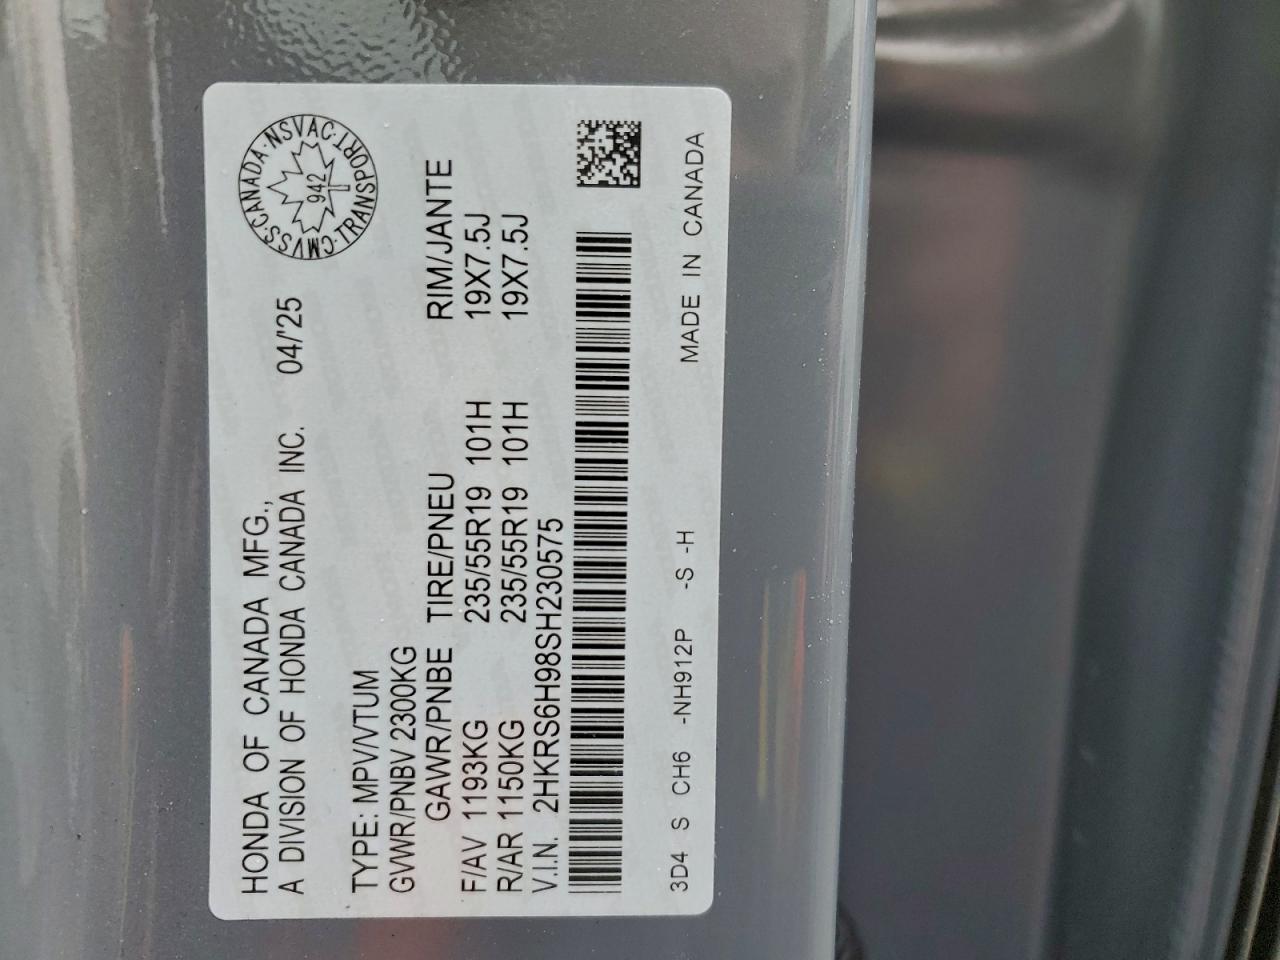 HONDA OF CANADA MFG.,
A DIVISION OF HONDA CANADA INC. 04/'25
CMVSS·CANADA·NSVAC·TRANSPORT·
942
TYPE: MPV/VTUM
GVWR/PNBV 2300KG
GAWR/PNBE TIRE/PNEU RIM/JANTE
F/AV 1193KG 235/55R19 101H 19X7.5J
R/AR 1150KG 235/55R19 101H 19X7.5J
V.I.N. 2HKRS6H98SH230575
3D4 S CH6 -NH912P -S -H MADE IN CANADA